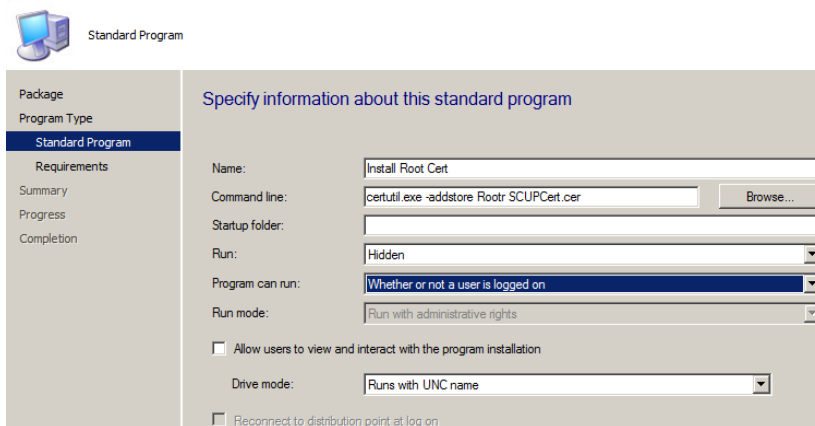 Standard Program
Package
Program Type
Standard Program
Requirements
Summary
Progress
Completion
Specify information about this standard program
Name: Install Root Cert
Command line: certutil.exe -addstore Rootr SCUPCert.cer Browse...
Startup folder:
Run: Hidden
Program can run: Whether or not a user is logged on
Run mode: Run with administrative rights
Allow users to view and interact with the program installation
Drive mode: Runs with UNC name
Reconnect to distribution point at log on